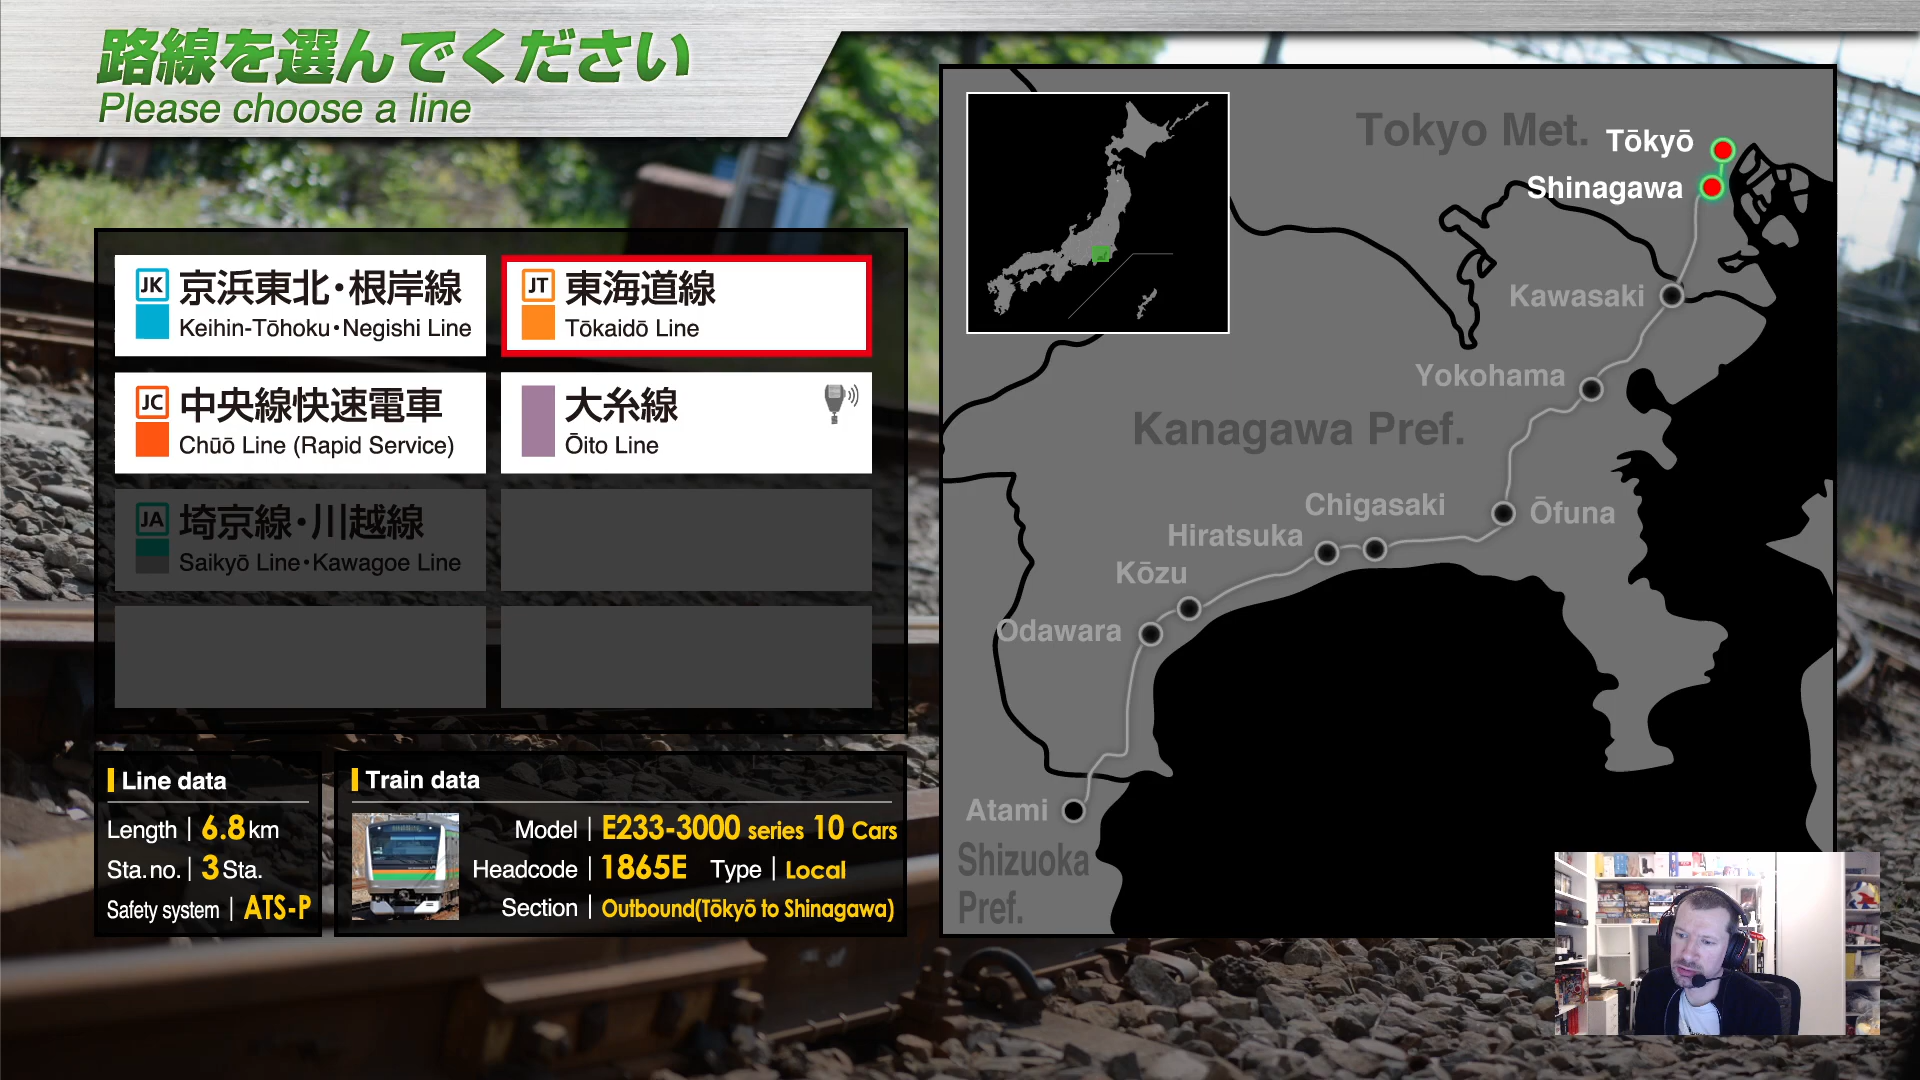 路線を選んでください
Please choose a line
JK 京浜東北・根岸線
Keihin-Tōhoku・Negishi Line
JT 東海道線
Tōkaidō Line
JC 中央線快速電車
Chūō Line (Rapid Service)
大糸線
Ōito Line
JA 埼京線・川越線
Saikyō Line・Kawagoe Line
Line data
Length | 6.8 km
Sta.no. | 3 Sta.
Safety system | ATS-P
Train data
Model | E233-3000 series 10 Cars
Headcode | 1865E Type | Local
Section | Outbound(Tōkyō to Shinagawa)
Tokyo Met.
Tōkyō
Shinagawa
Kawasaki
Yokohama
Kanagawa Pref.
Chigasaki
Ōfuna
Hiratsuka
Kōzu
Odawara
Atami
Shizuoka
Pref.